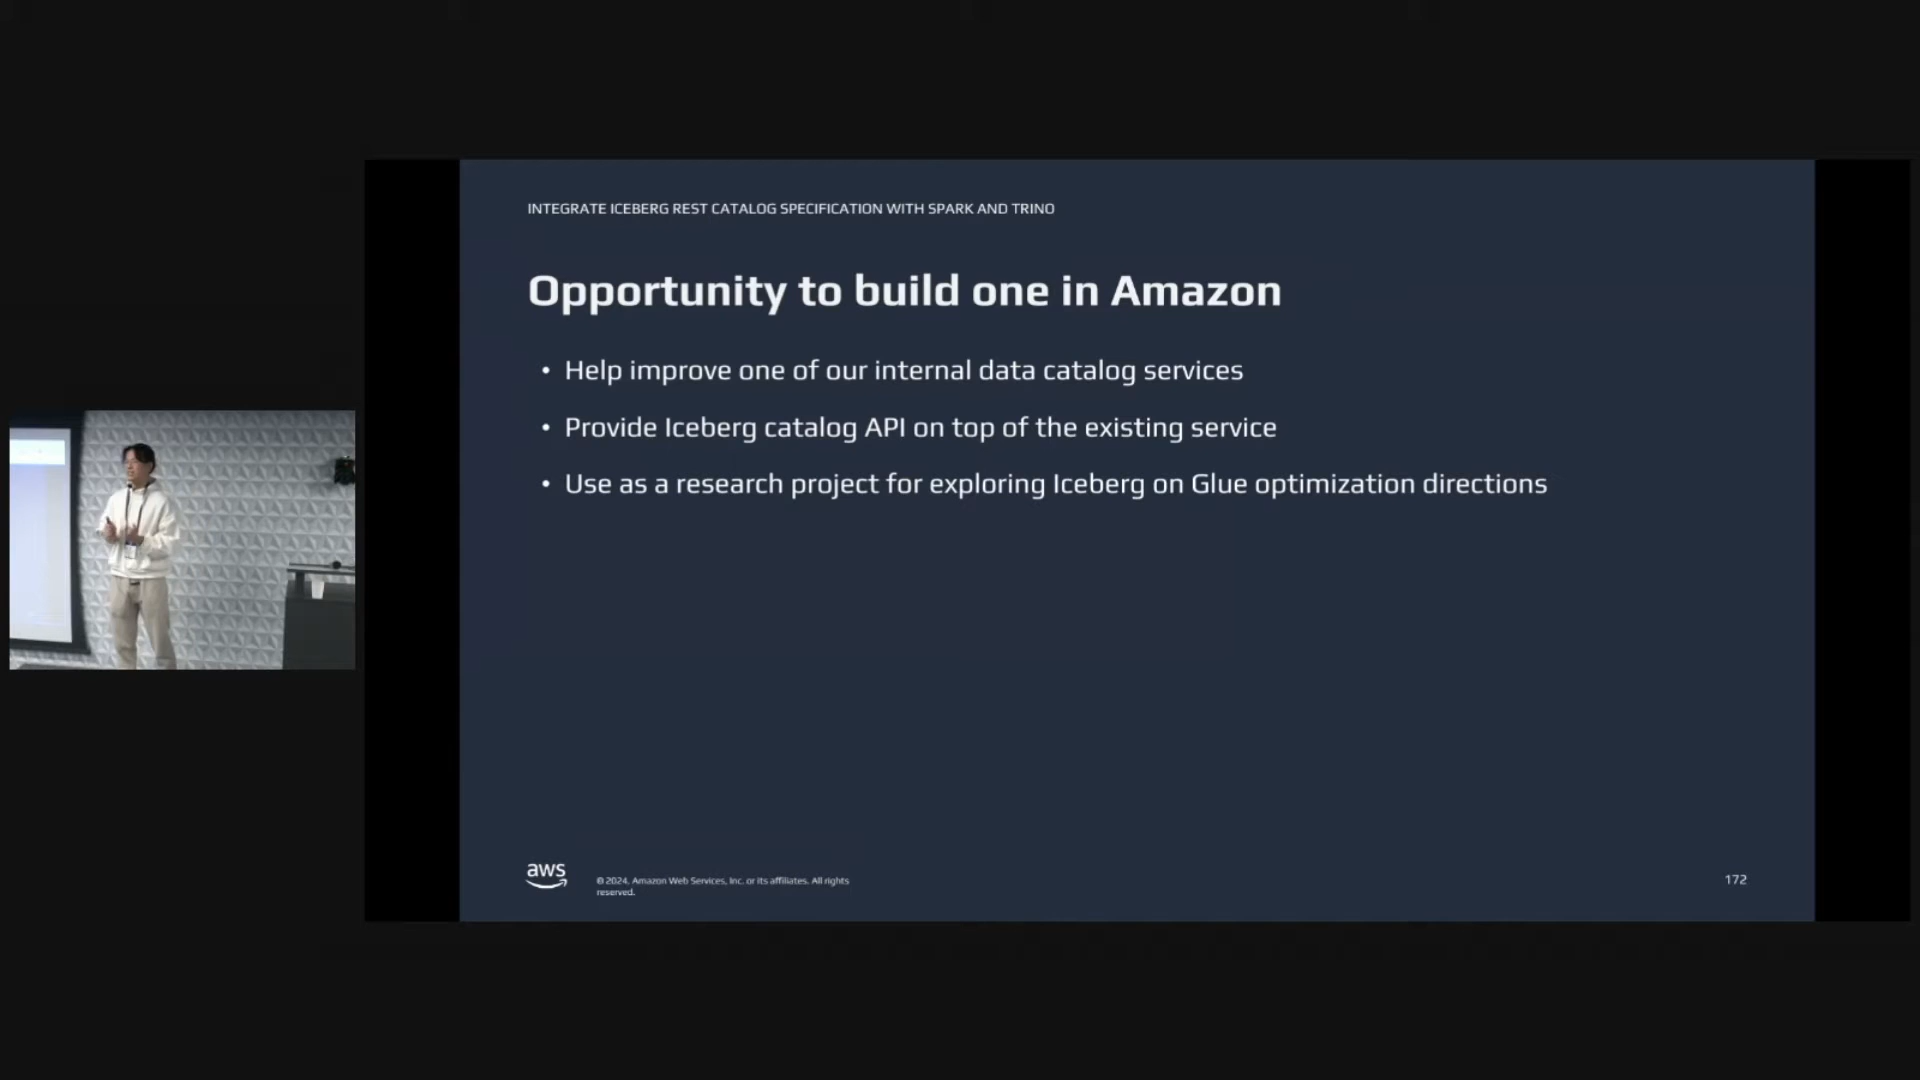 INTEGRATE ICEBERG REST CATALOG SPECIFICATION WITH SPARK AND TRINO
Opportunity to build one in Amazon
• Help improve one of our internal data catalog services
• Provide Iceberg catalog API on top of the existing service
• Use as a research project for exploring Iceberg on Glue optimization directions
aws
© 2024, Amazon Web Services, Inc. or its affiliates. All rights
reserved.
172